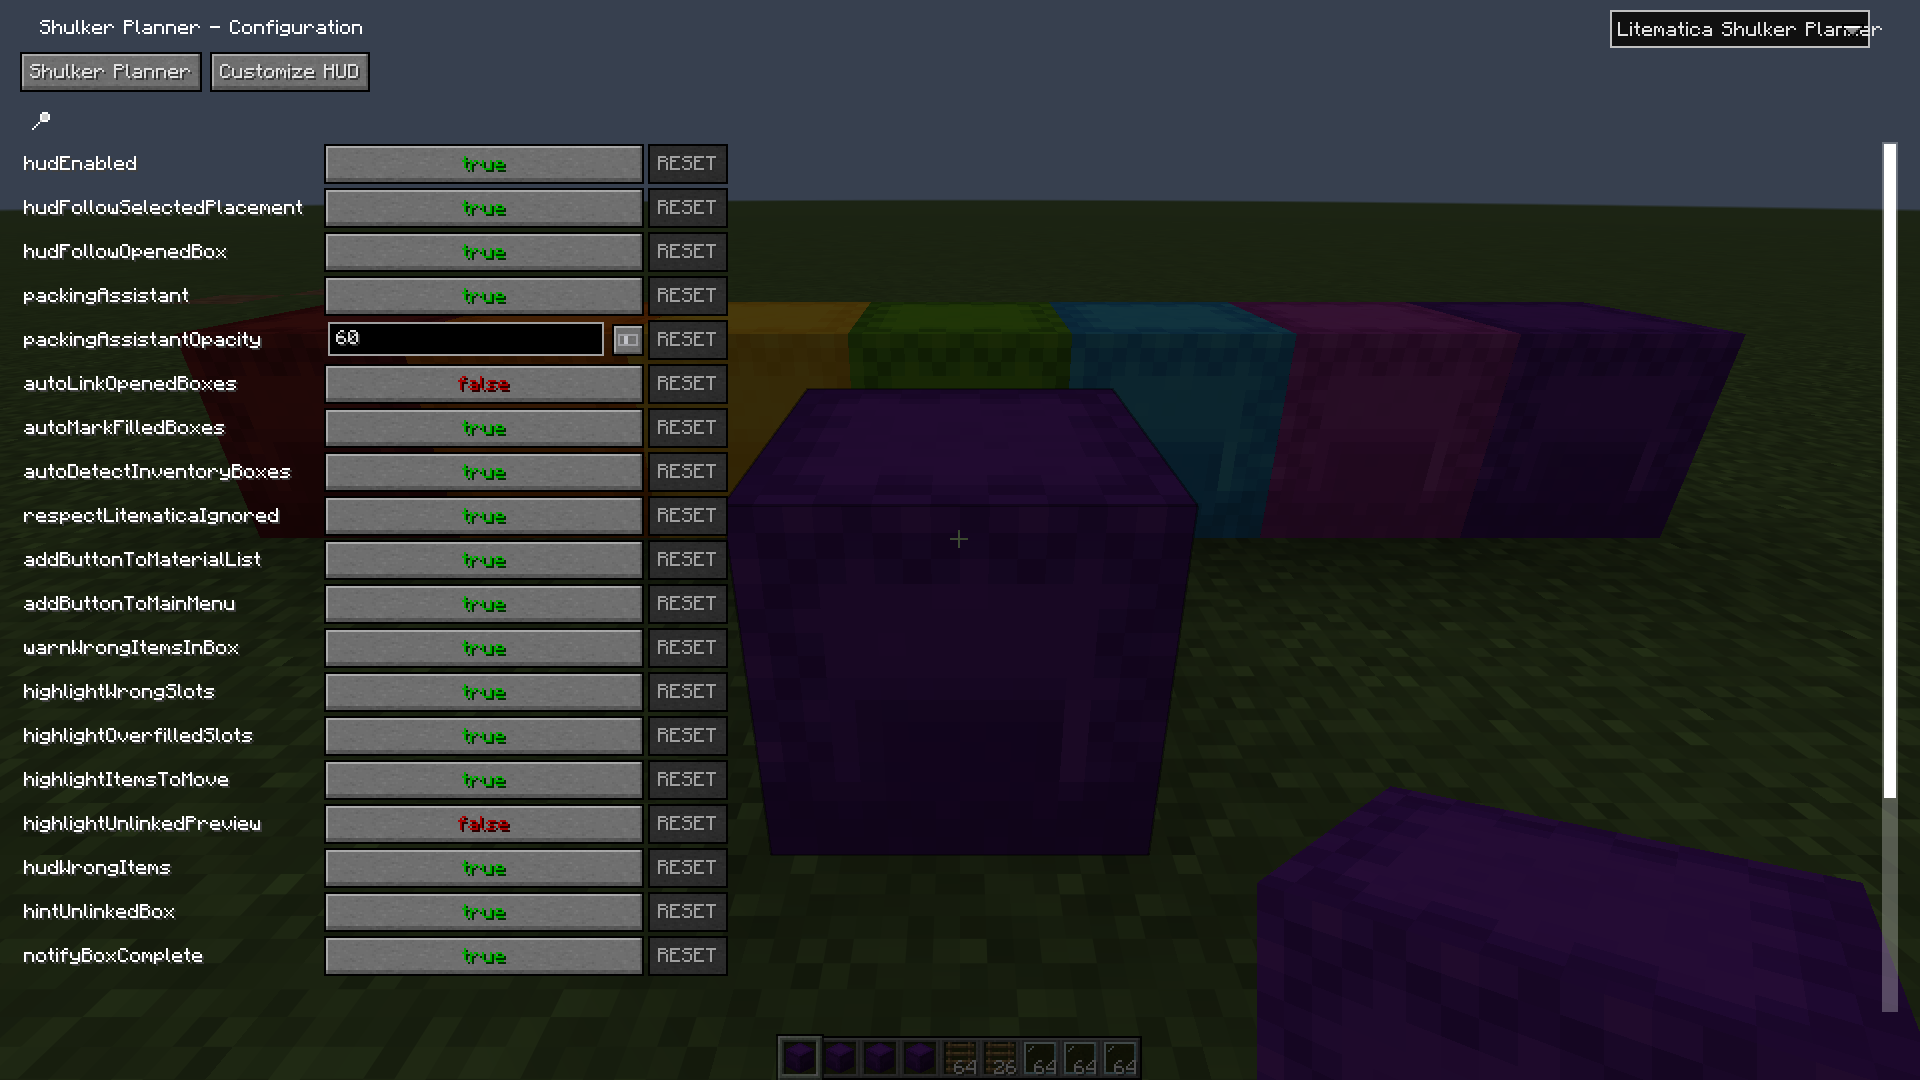 Shulker Planner - Configuration
Litematica Shulker Planner
Shulker Planner
Customize HUD
hudEnabled true RESET
hudFollowSelectedPlacement true RESET
hudFollowOpenedBox true RESET
packingAssistant true RESET
packingAssistantOpacity 60 RESET
autoLinkOpenedBoxes false RESET
autoMarkFilledBoxes true RESET
autoDetectInventoryBoxes true RESET
respectLitematicaIgnored true RESET
addButtonToMaterialList true RESET
addButtonToMainMenu true RESET
warnWrongItemsInBox true RESET
highlightWrongSlots true RESET
highlightOverfilledSlots true RESET
highlightItemsToMove true RESET
highlightUnlinkedPreview false RESET
hudWrongItems true RESET
hintUnlinkedBox true RESET
notifyBoxComplete true RESET
64 26 64 64 64